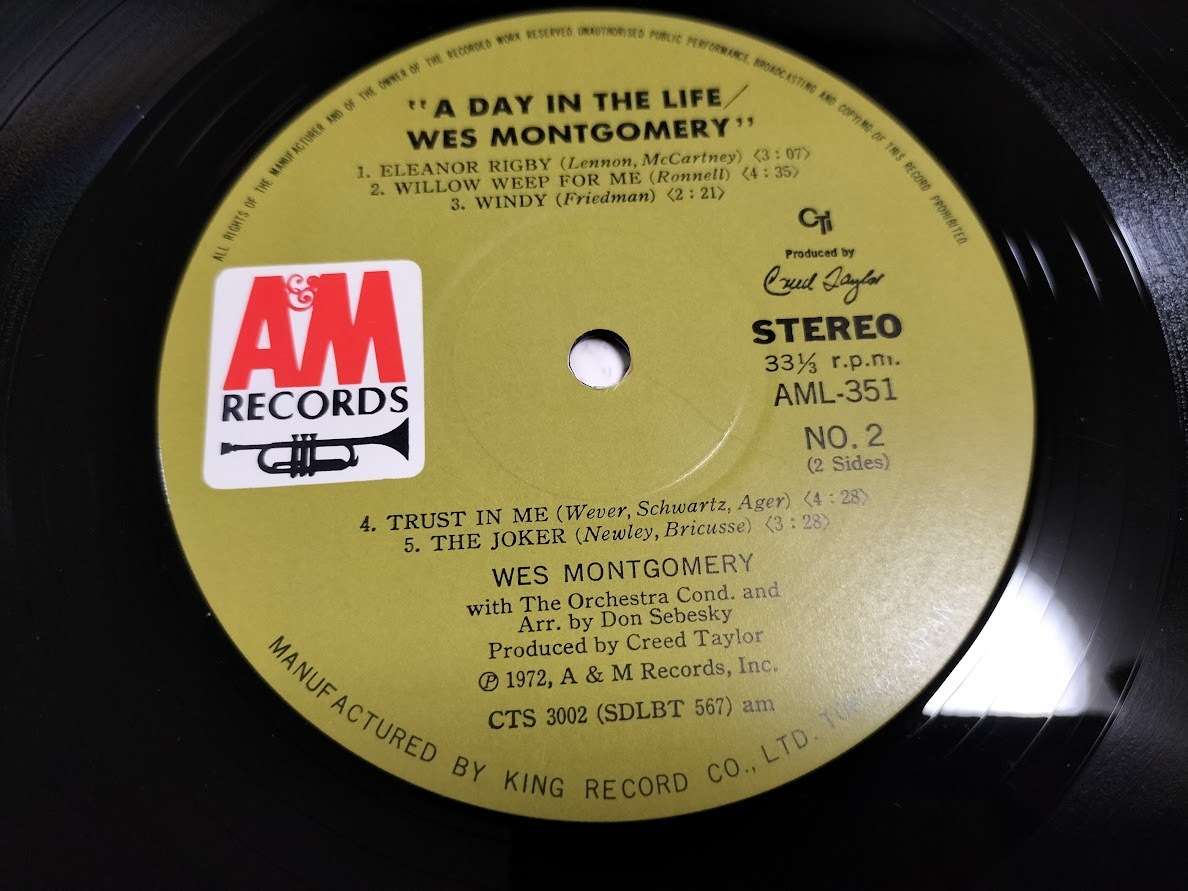 ALL RIGHTS OF THE MANUFACTURER AND OF THE OWNER OF THE RECORDED WORK RESERVED. UNAUTHORISED PUBLIC PERFORMANCE, BROADCASTING AND COPYING OF THIS RECORD PROHIBITED.
"A DAY IN THE LIFE/
WES MONTGOMERY"
1. ELEANOR RIGBY (Lennon, McCartney) 〈3:07〉
2. WILLOW WEEP FOR ME (Ronnell) 〈4:35〉
3. WINDY (Friedman) 〈2:21〉
CTi
Produced by
Creed Taylor
A&M
RECORDS
STEREO
33⅓ r.p.m.
AML-351
NO. 2
(2 Sides)
4. TRUST IN ME (Wever, Schwartz, Ager) 〈4:28〉
5. THE JOKER (Newley, Bricusse) 〈3:28〉
WES MONTGOMERY
with The Orchestra Cond. and
Arr. by Don Sebesky
Produced by Creed Taylor
℗ 1972, A & M Records, Inc.
CTS 3002 (SDLBT 567) am
MANUFACTURED BY KING RECORD CO., LTD. TOKYO, JAPAN